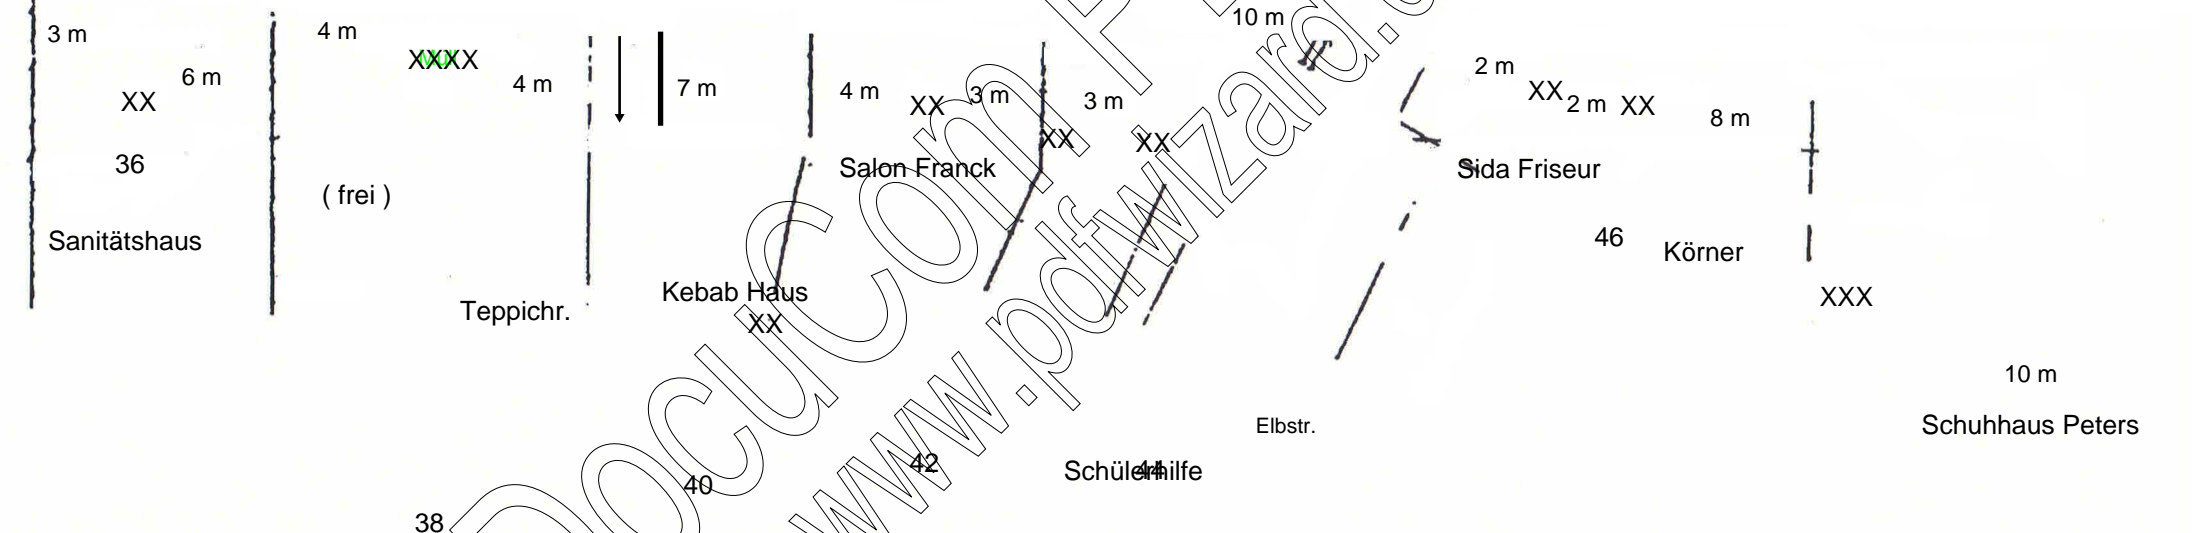 3 m
6 m
XX
36
Sanitätshaus
4 m
XXXX
4 m
( frei )
Teppichr.
38
7 m
Kebab Haus
XX
40
4 m
XX
3 m
XX
Salon Franck
42
3 m
XX
Schülerhilfe
44
10 m
Elbstr.
2 m
XX
2 m
XX
8 m
Sida Friseur
46
Körner
XXX
10 m
Schuhhaus Peters
DocuCom P
www.pdfwizard.c